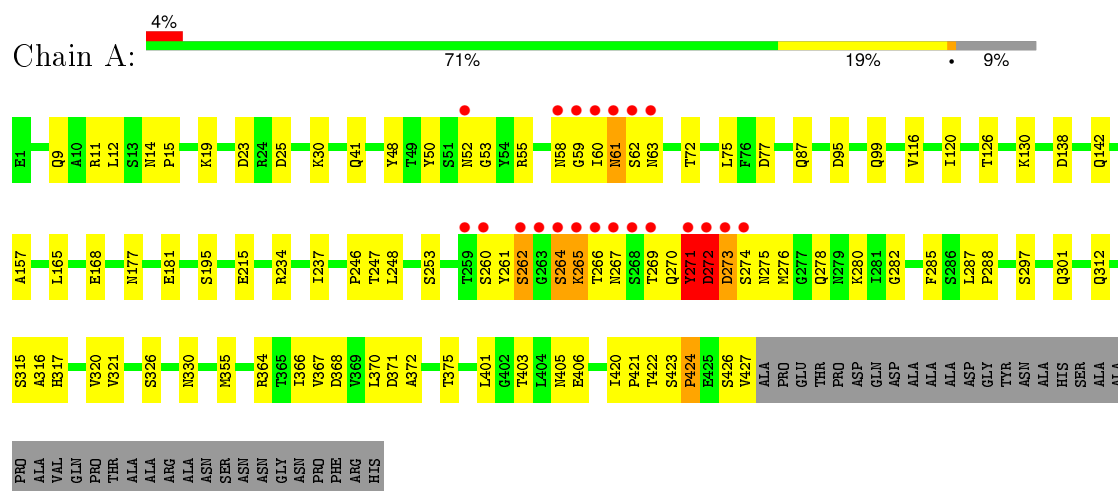 4%
Chain A:
71% 19% • 9%
E1 Q9 A10 R11 L12 S13 N14 P15 K19 D23 R24 D25 K30 Q41 Y48 T49 Y50 S51 N52 G53 Y54 R55 N58 G59 I60 N61 S62 N63 T72 L75 F76 D77 Q87 D95 Q99 V116 I120 T126 K130 D138 Q142
A157 L165 E168 N177 E181 S195 E215 R234 I237 P246 T247 L248 S253 T259 S260 Y261 S262 G263 S264 K265 T266 N267 S268 T269 Q270 Y271 D272 D273 S274 N275 M276 G277 Q278 N279 K280 I281 G282 F285 S286 L287 P288 S297 Q301 Q312
S315 A316 H317 V320 V321 S326 N330 M355 R364 T365 I366 V367 D368 V369 L370 D371 A372 T375 L401 G402 T403 L404 N405 E406 I420 P421 T422 S423 P424 E425 S426 V427 ALA PRO GLU THR PRO ASP GLN ASP ALA ALA ALA ASP GLY TYR ASN ALA HIS SER ALA ALA
PRO ALA VAL GLN PRO THR ALA ALA ARG ALA ASN SER ASN ASN GLY ASN PRO PHE ARG HIS